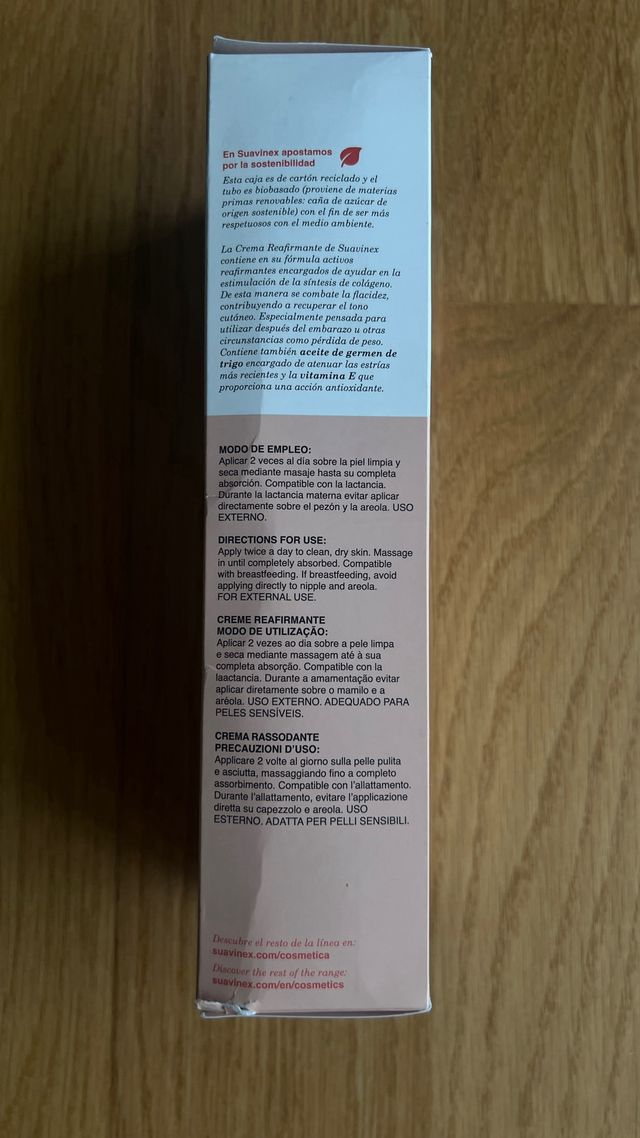 En Suavinex apostamos
por la sostenibilidad
Esta caja es de cartón reciclado y el
tubo es biobasado (proviene de materias
primas renovables: caña de azúcar de
origen sostenible) con el fin de ser más
respetuosos con el medio ambiente.
La Crema Reafirmante de Suavinex
contiene en su fórmula activos
reafirmantes encargados de ayudar en la
estimulación de la síntesis de colágeno.
De esta manera se combate la flacidez,
contribuyendo a recuperar el tono
cutáneo. Especialmente pensada para
utilizar después del embarazo u otras
circunstancias como pérdida de peso.
Contiene también aceite de germen de
trigo encargado de atenuar las estrías
más recientes y la vitamina E que
proporciona una acción antioxidante.
MODO DE EMPLEO:
Aplicar 2 veces al día sobre la piel limpia y
seca mediante masaje hasta su completa
absorción. Compatible con la lactancia.
Durante la lactancia materna evitar aplicar
directamente sobre el pezón y la areola. USO
EXTERNO.
DIRECTIONS FOR USE:
Apply twice a day to clean, dry skin. Massage
in until completely absorbed. Compatible
with breastfeeding. If breastfeeding, avoid
applying directly to nipple and areola.
FOR EXTERNAL USE.
CREME REAFIRMANTE
MODO DE UTILIZAÇÃO:
Aplicar 2 vezes ao dia sobre a pele limpa
e seca mediante massagem até à sua
completa absorção. Compatible con la
laactancia. Durante a amamentação evitar
aplicar diretamente sobre o mamilo e a
aréola. USO EXTERNO. ADEQUADO PARA
PELES SENSÍVEIS.
CREMA RASSODANTE
PRECAUZIONI D'USO:
Applicare 2 volte al giorno sulla pelle pulita
e asciutta, massaggiando fino a completo
assorbimento. Compatible con l'allattamento.
Durante l'allattamento, evitare l'applicazione
diretta su capezzolo e areola. USO
ESTERNO. ADATTA PER PELLI SENSIBILI.
Descubre el resto de la línea en:
suavinex.com/cosmetica
Discover the rest of the range:
suavinex.com/en/cosmetics